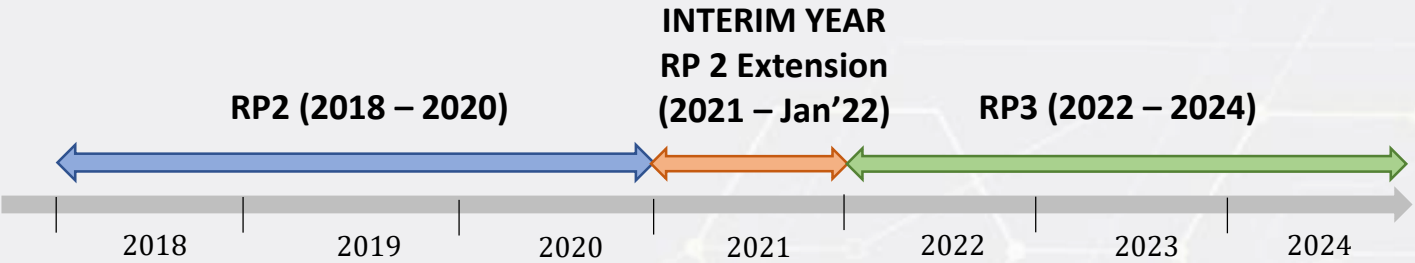 INTERIM YEAR
RP 2 Extension
(2021 – Jan’22)
RP2 (2018 – 2020)
RP3 (2022 – 2024)
2018
2019
2020
2021
2022
2023
2024